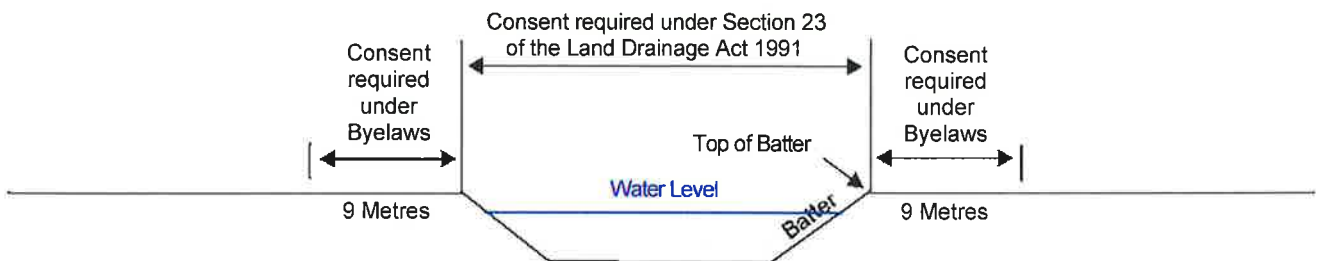 Consent required under Section 23
of the Land Drainage Act 1991
Consent
required
under
Byelaws
Consent
required
under
Byelaws
Top of Batter
Water Level
Batter
9 Metres
9 Metres